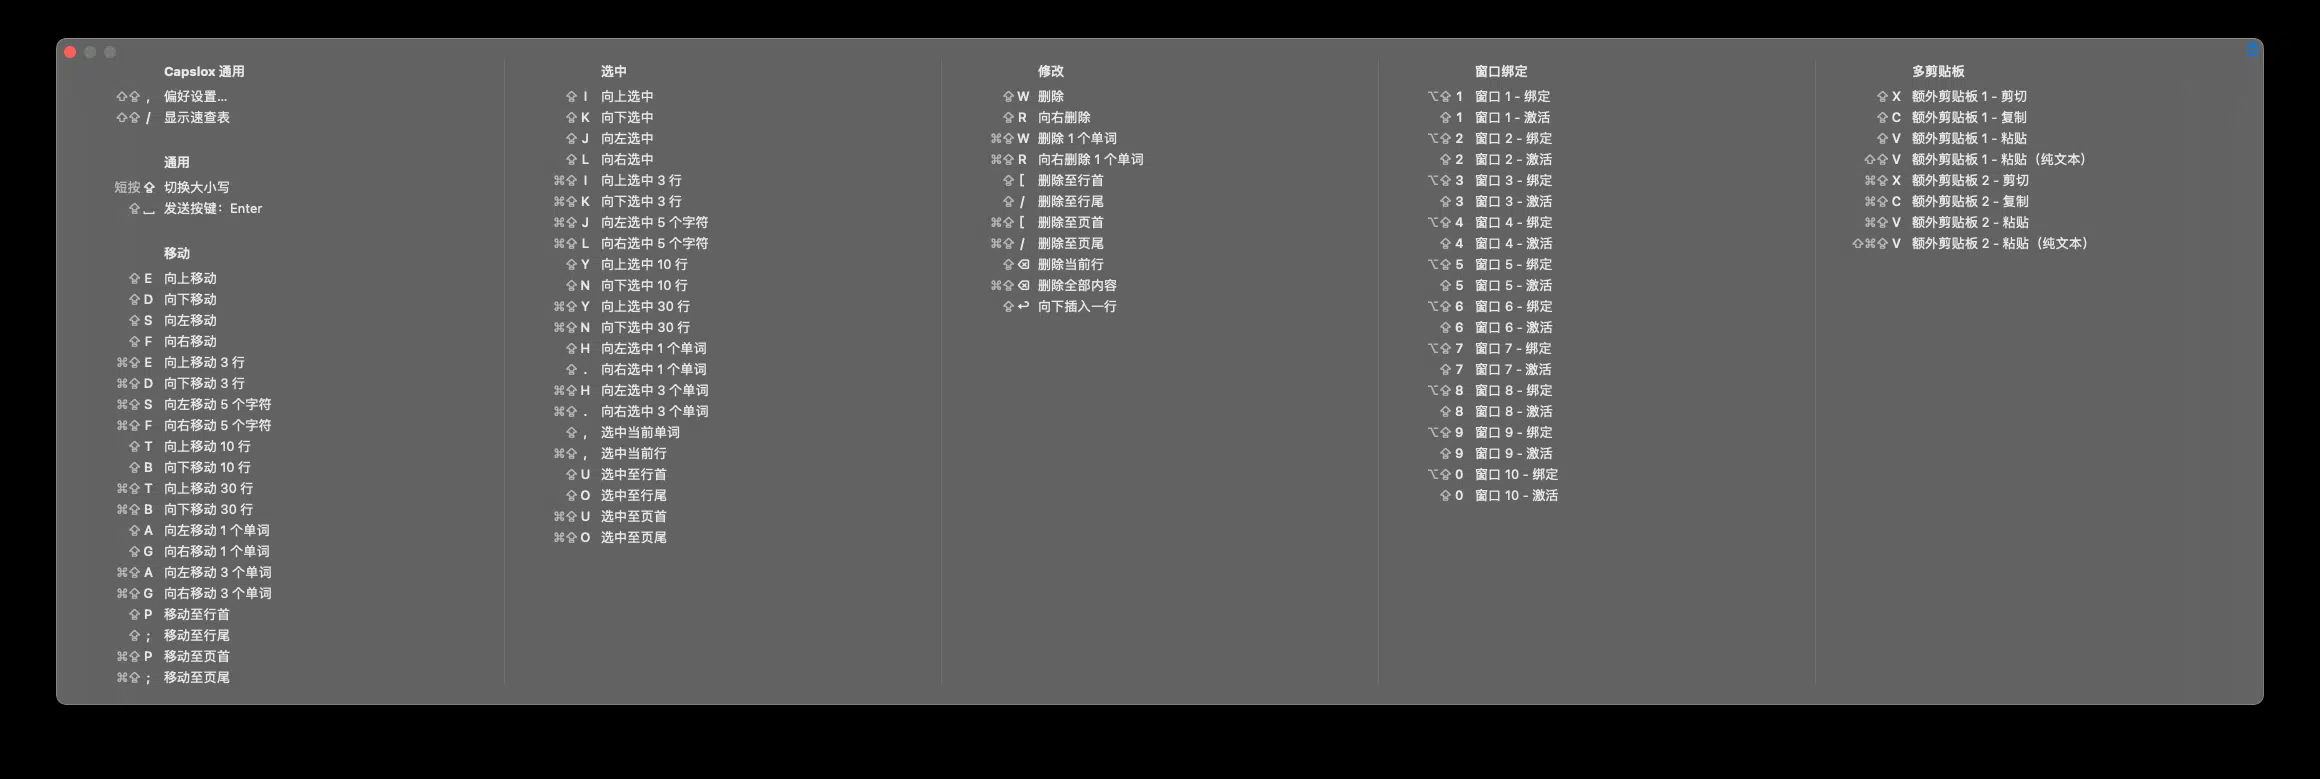 Capslox 通用
⇧⇪ , 偏好设置...
⇧⇪ / 显示速查表
通用
短按 ⇪ 切换大小写
⇪ ⎵ 发送按键：Enter
移动
⇪ E 向上移动
⇪ D 向下移动
⇪ S 向左移动
⇪ F 向右移动
⌘⇪ E 向上移动 3 行
⌘⇪ D 向下移动 3 行
⌘⇪ S 向左移动 5 个字符
⌘⇪ F 向右移动 5 个字符
⇪ T 向上移动 10 行
⇪ B 向下移动 10 行
⌘⇪ T 向上移动 30 行
⌘⇪ B 向下移动 30 行
⇪ A 向左移动 1 个单词
⇪ G 向右移动 1 个单词
⌘⇪ A 向左移动 3 个单词
⌘⇪ G 向右移动 3 个单词
⇪ P 移动至行首
⇪ ; 移动至行尾
⌘⇪ P 移动至页首
⌘⇪ ; 移动至页尾
选中
⇪ I 向上选中
⇪ K 向下选中
⇪ J 向左选中
⇪ L 向右选中
⌘⇪ I 向上选中 3 行
⌘⇪ K 向下选中 3 行
⌘⇪ J 向左选中 5 个字符
⌘⇪ L 向右选中 5 个字符
⇪ Y 向上选中 10 行
⇪ N 向下选中 10 行
⌘⇪ Y 向上选中 30 行
⌘⇪ N 向下选中 30 行
⇪ H 向左选中 1 个单词
⇪ . 向右选中 1 个单词
⌘⇪ H 向左选中 3 个单词
⌘⇪ . 向右选中 3 个单词
⇪ , 选中当前单词
⌘⇪ , 选中当前行
⇪ U 选中至行首
⇪ O 选中至行尾
⌘⇪ U 选中至页首
⌘⇪ O 选中至页尾
修改
⇪ W 删除
⇪ R 向右删除
⌘⇪ W 删除 1 个单词
⌘⇪ R 向右删除 1 个单词
⇪ [ 删除至行首
⇪ / 删除至行尾
⌘⇪ [ 删除至页首
⌘⇪ / 删除至页尾
⇪ ⌫ 删除当前行
⌘⇪ ⌫ 删除全部内容
⇪ ↩ 向下插入一行
窗口绑定
⌥⇪ 1 窗口 1 - 绑定
⇪ 1 窗口 1 - 激活
⌥⇪ 2 窗口 2 - 绑定
⇪ 2 窗口 2 - 激活
⌥⇪ 3 窗口 3 - 绑定
⇪ 3 窗口 3 - 激活
⌥⇪ 4 窗口 4 - 绑定
⇪ 4 窗口 4 - 激活
⌥⇪ 5 窗口 5 - 绑定
⇪ 5 窗口 5 - 激活
⌥⇪ 6 窗口 6 - 绑定
⇪ 6 窗口 6 - 激活
⌥⇪ 7 窗口 7 - 绑定
⇪ 7 窗口 7 - 激活
⌥⇪ 8 窗口 8 - 绑定
⇪ 8 窗口 8 - 激活
⌥⇪ 9 窗口 9 - 绑定
⇪ 9 窗口 9 - 激活
⌥⇪ 0 窗口 10 - 绑定
⇪ 0 窗口 10 - 激活
多剪贴板
⇪ X 额外剪贴板 1 - 剪切
⇪ C 额外剪贴板 1 - 复制
⇪ V 额外剪贴板 1 - 粘贴
⇧⇪ V 额外剪贴板 1 - 粘贴（纯文本）
⌘⇪ X 额外剪贴板 2 - 剪切
⌘⇪ C 额外剪贴板 2 - 复制
⌘⇪ V 额外剪贴板 2 - 粘贴
⇧⌘⇪ V 额外剪贴板 2 - 粘贴（纯文本）